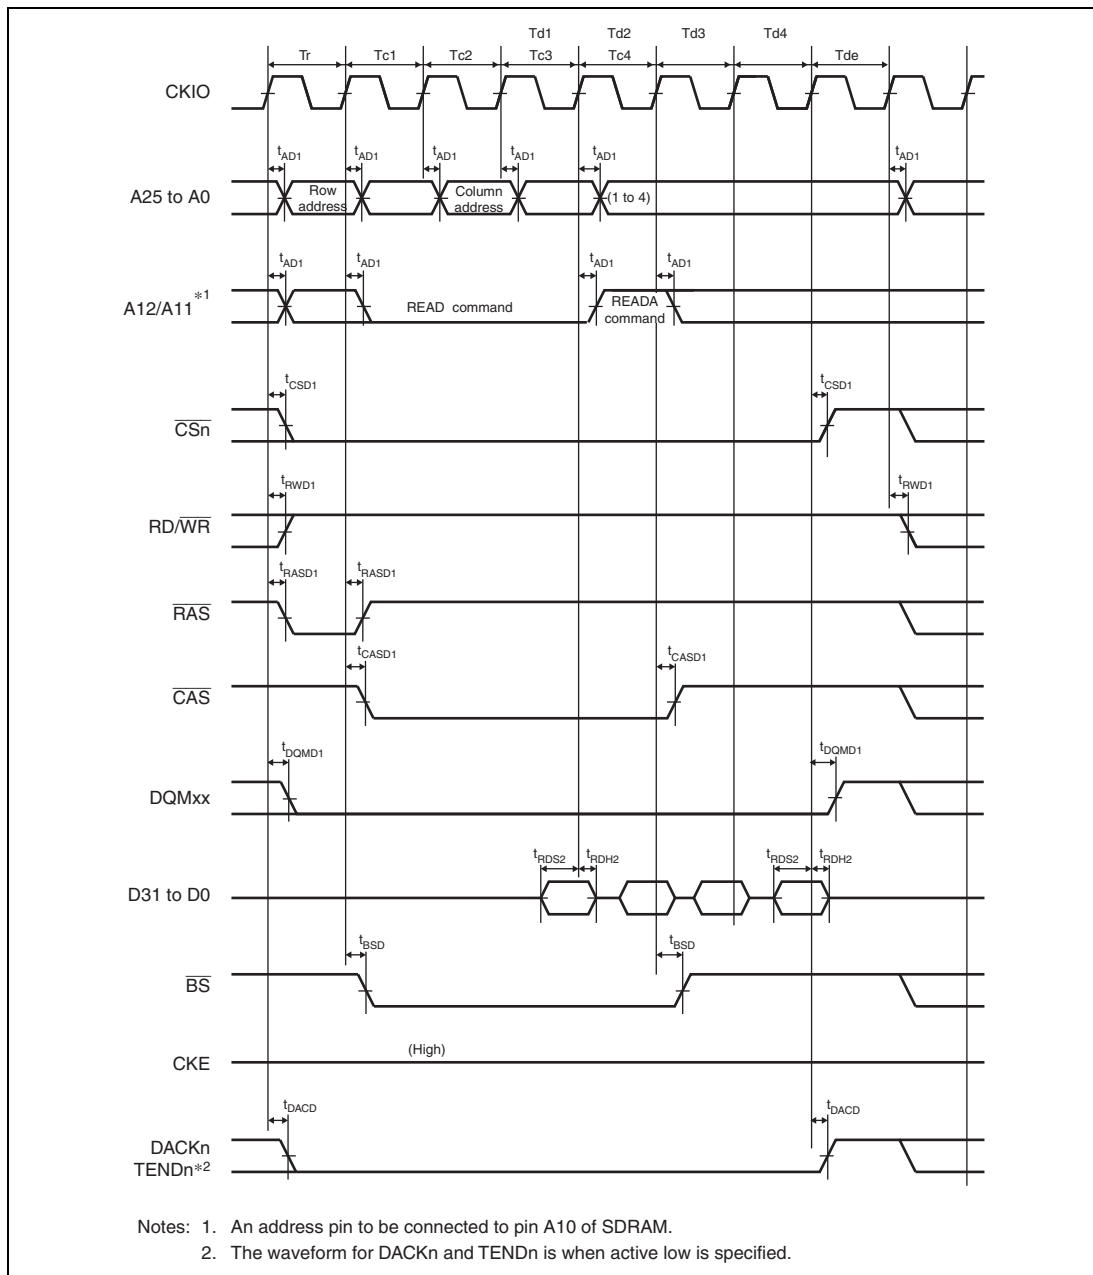 Td1 Td2 Td3 Td4
Tr Tc1 Tc2 Tc3 Tc4 Tde
CKIO
tAD1 tAD1 tAD1 tAD1 tAD1 tAD1
A25 to A0
Row address
Column address
(1 to 4)
tAD1 tAD1 tAD1 tAD1
A12/A11*1
READ command
READA command
tCSD1 tCSD1
CSn
tRWD1 tRWD1
RD/WR
tRASD1 tRASD1
RAS
tCASD1 tCASD1
CAS
tDQMD1 tDQMD1
DQMxx
tRDS2 tRDH2 tRDS2 tRDH2
D31 to D0
tBSD tBSD
BS
(High)
CKE
tDACD tDACD
DACKn
TENDn*2
Notes: 1. An address pin to be connected to pin A10 of SDRAM.
2. The waveform for DACKn and TENDn is when active low is specified.